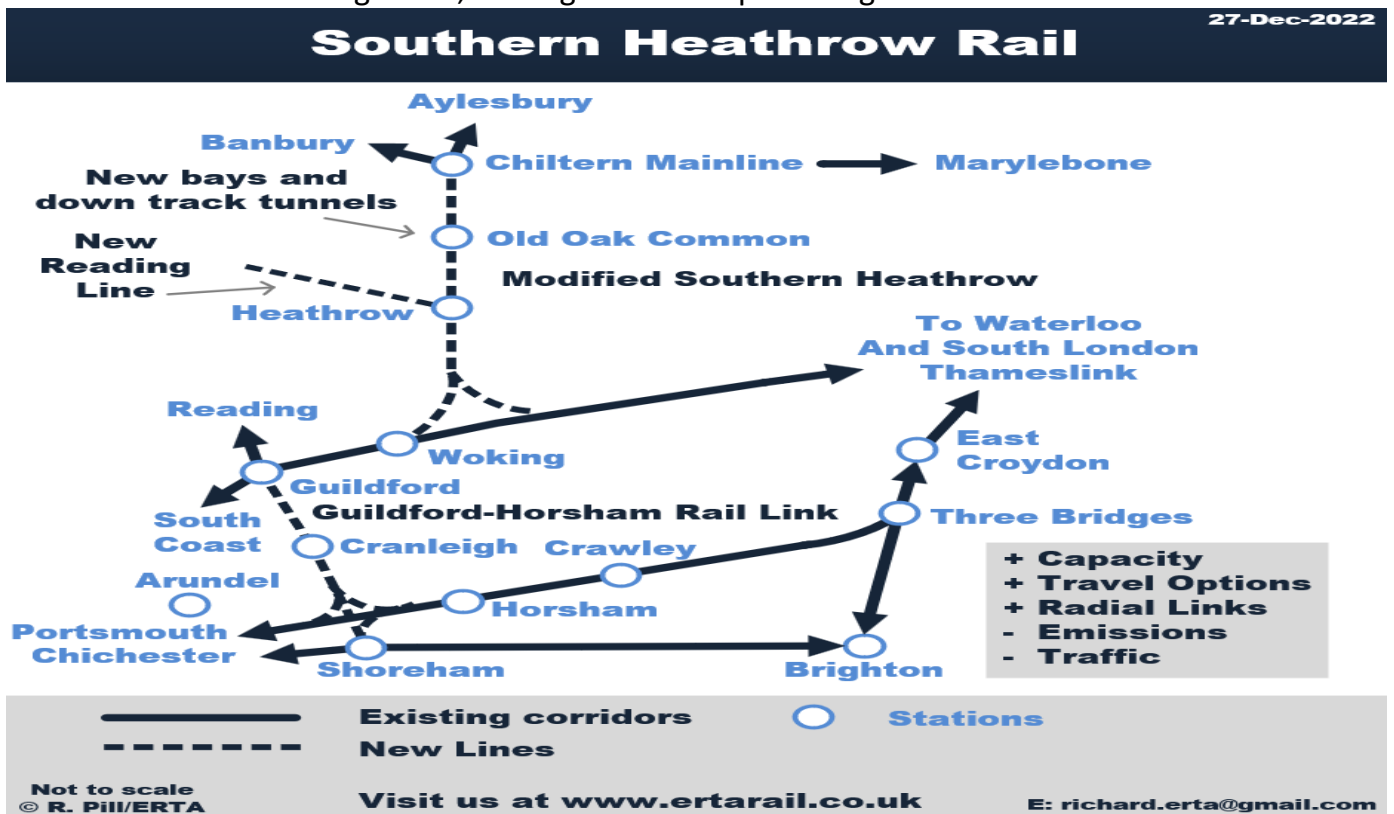 27-Dec-2022
Southern Heathrow Rail
Aylesbury
Banbury
Chiltern Mainline
Marylebone
New bays and
down track tunnels
Old Oak Common
New
Reading
Line
Modified Southern Heathrow
Heathrow
To Waterloo
And South London
Thameslink
Reading
Woking
East
Croydon
Guildford
South
Coast
Guildford-Horsham Rail Link
Three Bridges
Cranleigh
Crawley
Arundel
Horsham
Portsmouth
Chichester
Shoreham
Brighton
+ Capacity
+ Travel Options
+ Radial Links
- Emissions
- Traffic
Existing corridors
Stations
New Lines
Not to scale
© R. Pill/ERTA
Visit us at www.ertarail.co.uk
E: richard.erta@gmail.com